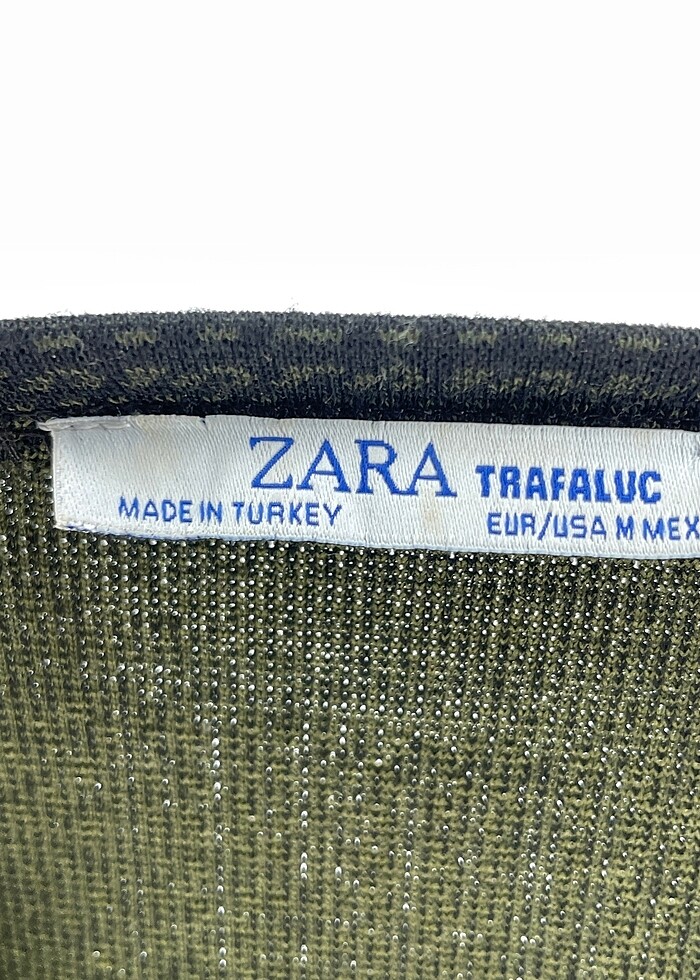 ZARA TRAFALUC
MADE IN TURKEY EUR/USA M MEX